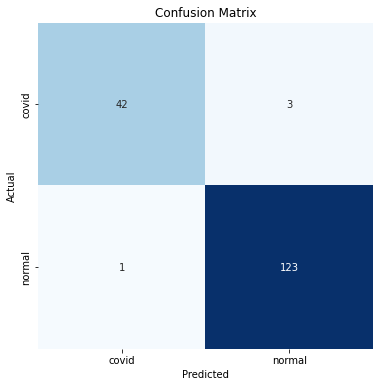 Confusion Matrix
covid
42
3
Actual
normal
1
123
covid
normal
Predicted